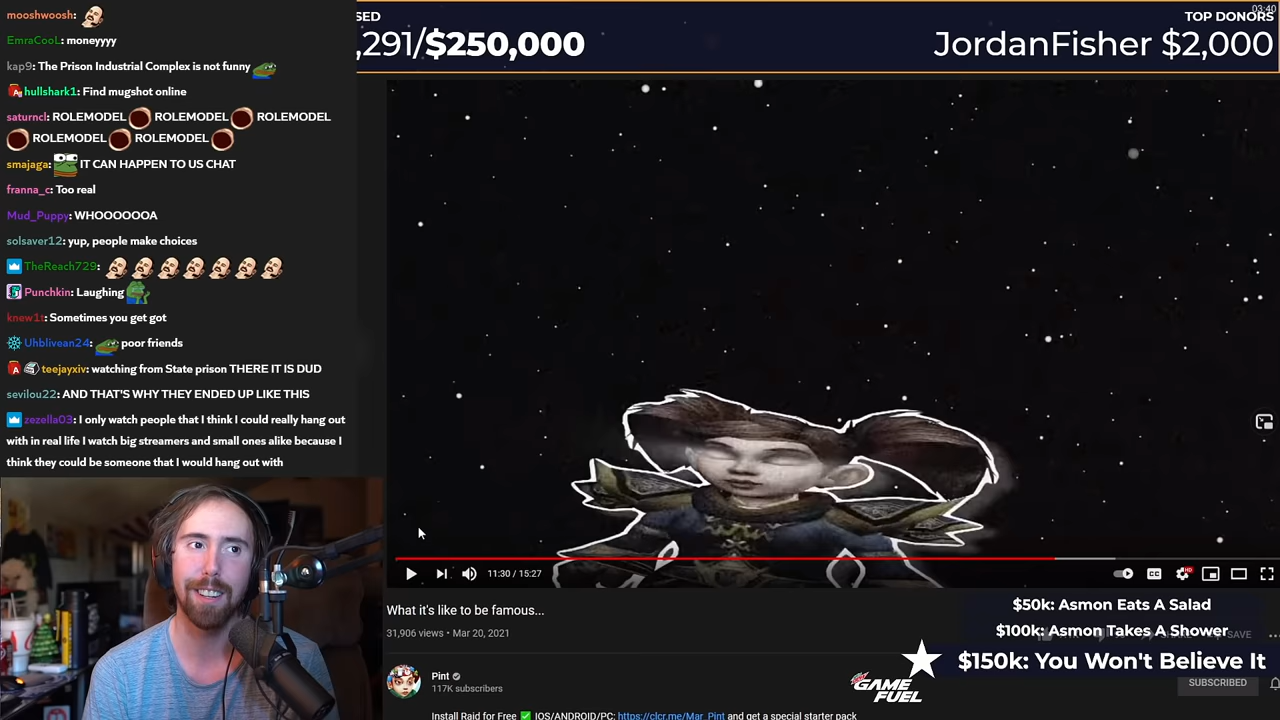 mooshwoosh:
EmraCooL: moneyyyy
kap9: The Prison Industrial Complex is not funny
hullshark1: Find mugshot online
saturncl: ROLEMODEL ROLEMODEL ROLEMODEL
ROLEMODEL ROLEMODEL
smajaga: IT CAN HAPPEN TO US CHAT
franna_c: Too real
Mud_Puppy: WHOOOOOOA
solsaver12: yup, people make choices
TheReach729:
Punchkin: Laughing
knew1t: Sometimes you get got
Uhblivean24: poor friends
teejayxiv: watching from State prison THERE IT IS DUD
sevilou22: AND THAT'S WHY THEY ENDED UP LIKE THIS
zezella03: I only watch people that I think I could really hang out
with in real life I watch big streamers and small ones alike because I
think they could be someone that I would hang out with
SED
,291/$250,000
03:40
TOP DONORS
JordanFisher $2,000
11:30 / 15:27
CC
HD
What it's like to be famous...
31,906 views • Mar 20, 2021
SAVE
$50k: Asmon Eats A Salad
$100k: Asmon Takes A Shower
$150k: You Won't Believe It
Pint
117K subscribers
GAME
FUEL
SUBSCRIBED
Install Raid for Free ✅ IOS/ANDROID/PC: https://clcr.me/Mar_Pint and get a special starter pack